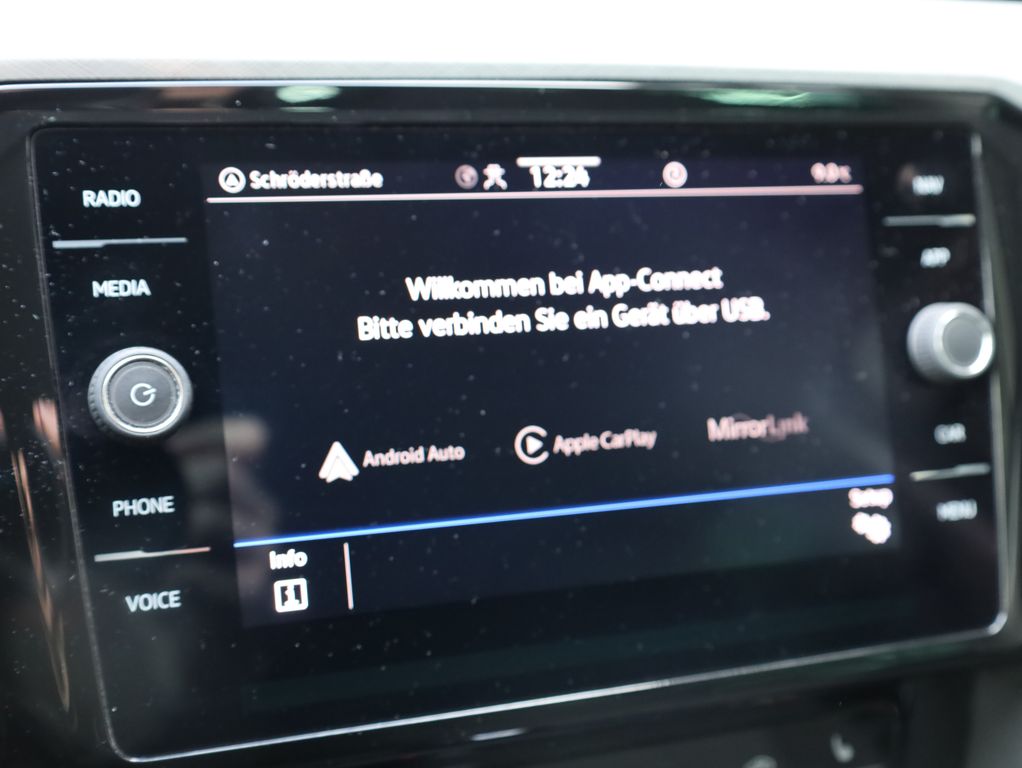 RADIO
MEDIA
PHONE
VOICE
Schröderstraße
12:24
Willkommen bei App-Connect
Bitte verbinden Sie ein Gerät über USB.
Android Auto
Apple CarPlay
MirrorLink
Info
Setup
NAV
APP
CAR
MENU